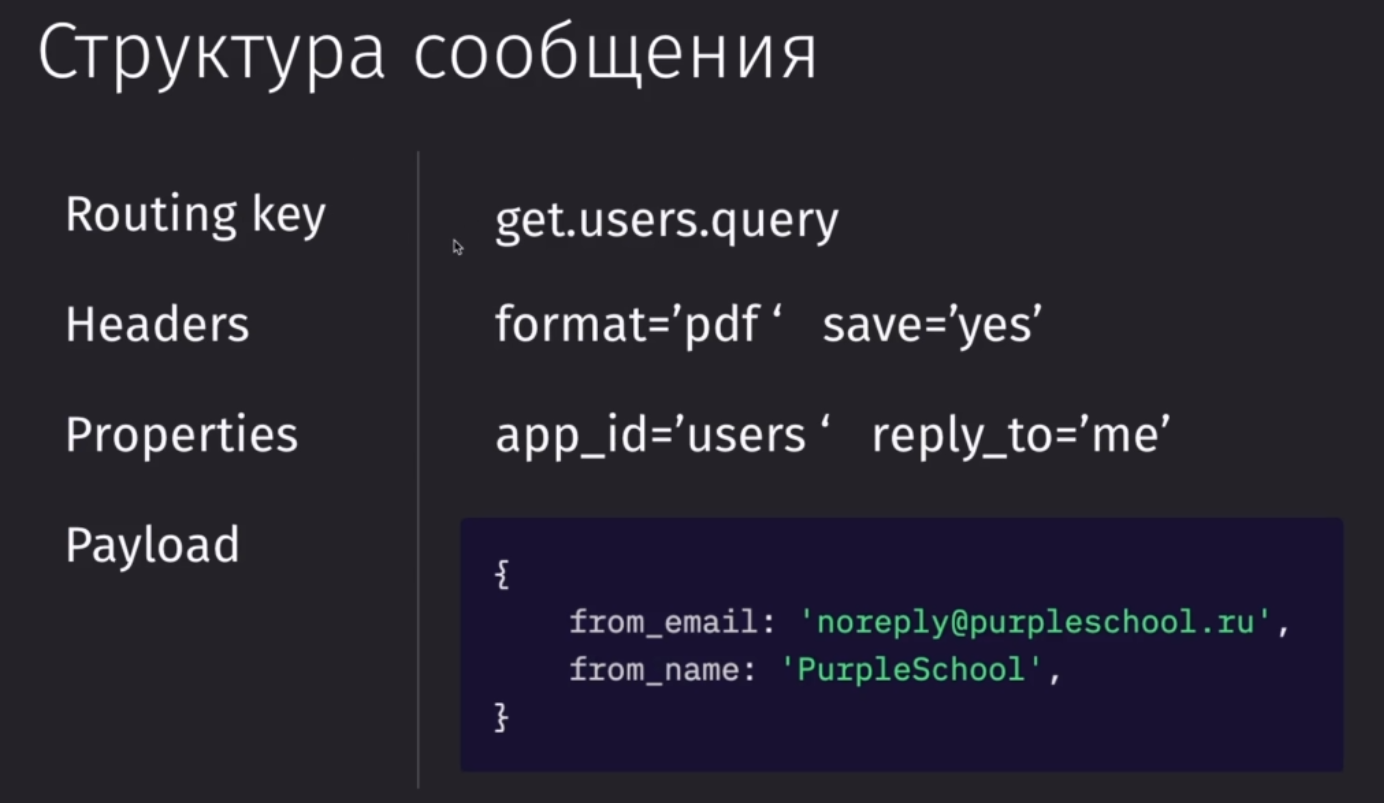 Структура сообщения
Routing key
get.users.query
Headers
format=’pdf ‘ save=’yes’
Properties
app_id=’users ‘ reply_to=’me’
Payload
{
from_email: 'noreply@purpleschool.ru',
from_name: 'PurpleSchool',
}